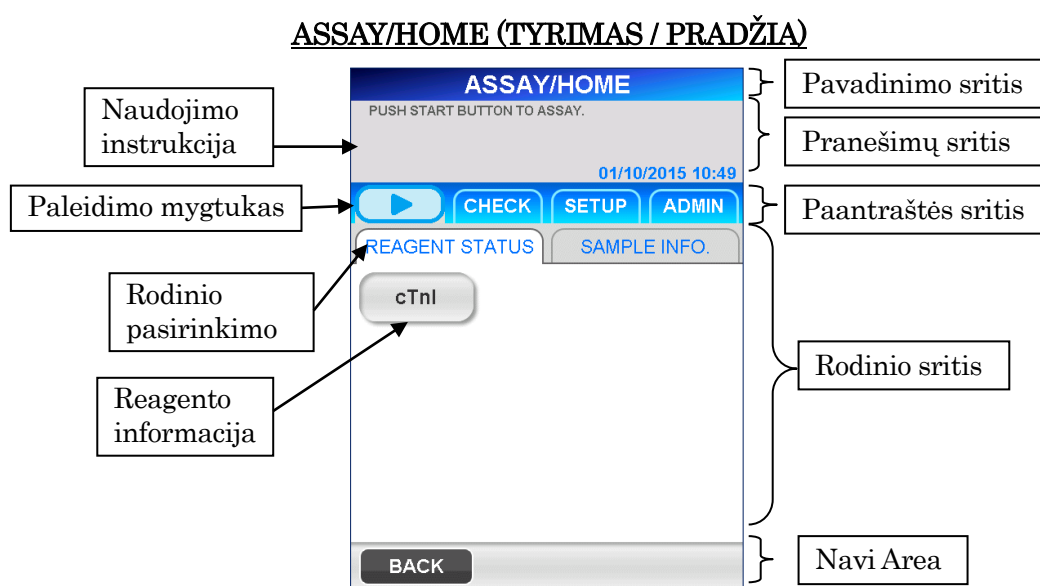 ASSAY/HOME (TYRIMAS / PRADŽIA)
ASSAY/HOME
Pavadinimo sritis
Naudojimo
instrukcija
PUSH START BUTTON TO ASSAY.
Pranešimų sritis
01/10/2015 10:49
Paleidimo mygtukas
CHECK
SETUP
ADMIN
Paantraštės sritis
REAGENT STATUS
SAMPLE INFO.
Rodinio
pasirinkimo
cTnI
Rodinio sritis
Reagento
informacija
BACK
Navi Area